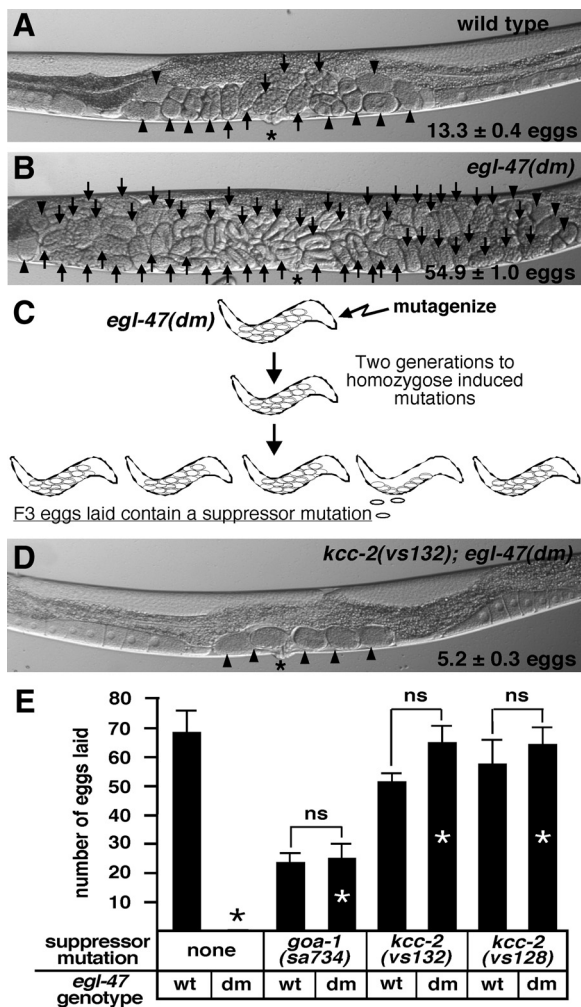 A
wild type
*
13.3 ± 0.4 eggs
B
egl-47(dm)
*
54.9 ± 1.0 eggs
C
egl-47(dm)
mutagenize
Two generations to
homozygose induced
mutations
F3 eggs laid contain a suppressor mutation
D
kcc-2(vs132); egl-47(dm)
*
5.2 ± 0.3 eggs
E
number of eggs laid
80
70
60
50
40
30
20
10
ns
ns
ns
* * * *
suppressor
mutation
none
goa-1
(sa734)
kcc-2
(vs132)
kcc-2
(vs128)
egl-47
genotype
wt dm wt dm wt dm wt dm